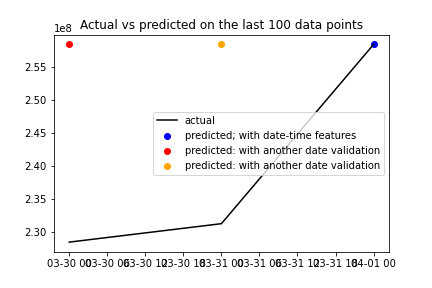 Actual vs predicted on the last 100 data points
1e8
2.55
2.50
2.45
2.40
2.35
2.30
actual
predicted; with date-time features
predicted: with another date validation
predicted: with another date validation
03-30 00 03-30 06 03-30 12 03-30 18 03-31 00 03-31 06 03-31 12 03-31 18 04-01 00